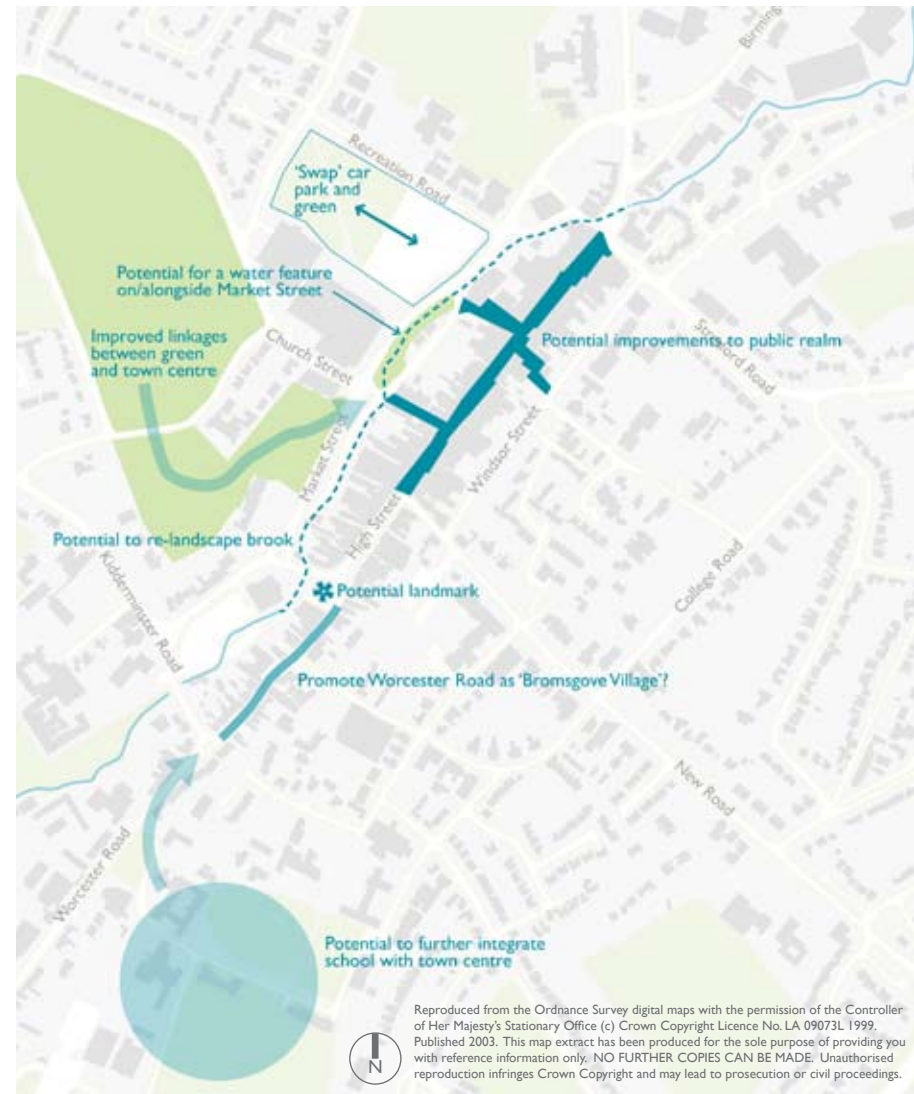 Birming
Recreation Road
'Swap' car
park and
green
Potential for a water feature
on/alongside Market Street
Improved linkages
between green
and town centre
Church Street
Stratford Road
Potential improvements to public realm
Market Street
Windsor Street
High Street
Potential to re-landscape brook
Kidderminster Road
College Road
Potential landmark
Promote Worcester Road as 'Bromsgove Village'?
New Road
Worcester Road
Potential to further integrate
school with town centre
N
Reproduced from the Ordnance Survey digital maps with the permission of the Controller
of Her Majesty's Stationary Office (c) Crown Copyright Licence No. LA 09073L 1999.
Published 2003. This map extract has been produced for the sole purpose of providing you
with reference information only. NO FURTHER COPIES CAN BE MADE. Unauthorised
reproduction infringes Crown Copyright and may lead to prosecution or civil proceedings.